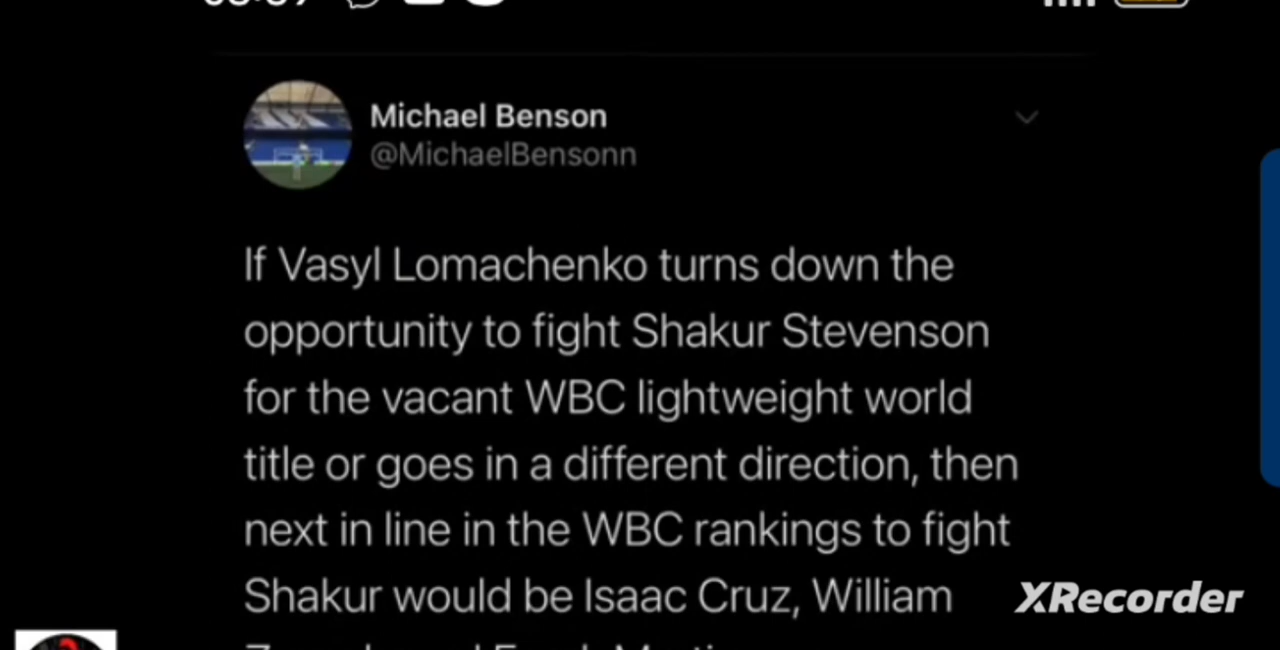 Michael Benson
@MichaelBensonn
If Vasyl Lomachenko turns down the
opportunity to fight Shakur Stevenson
for the vacant WBC lightweight world
title or goes in a different direction, then
next in line in the WBC rankings to fight
Shakur would be Isaac Cruz, William
XRecorder